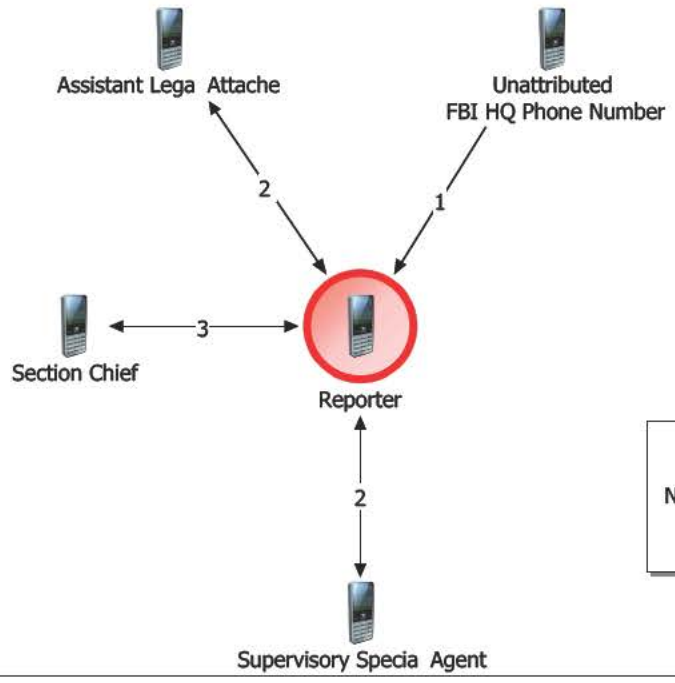 Assistant Lega Attache
Unattributed
FBI HQ Phone Number
2
1
3
Section Chief
Reporter
2
N
Supervisory Specia Agent